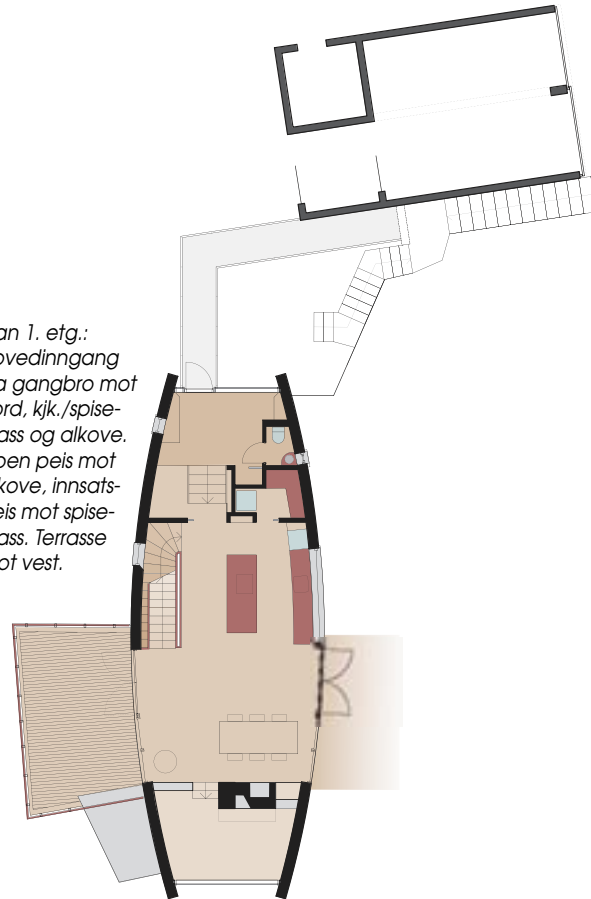 an 1. etg.:
ovedinngang
a gangbro mot
ord, kjk./spise-
ass og alkove.
pen peis mot
kove, innsats-
eis mot spise-
ass. Terrasse
ot vest.